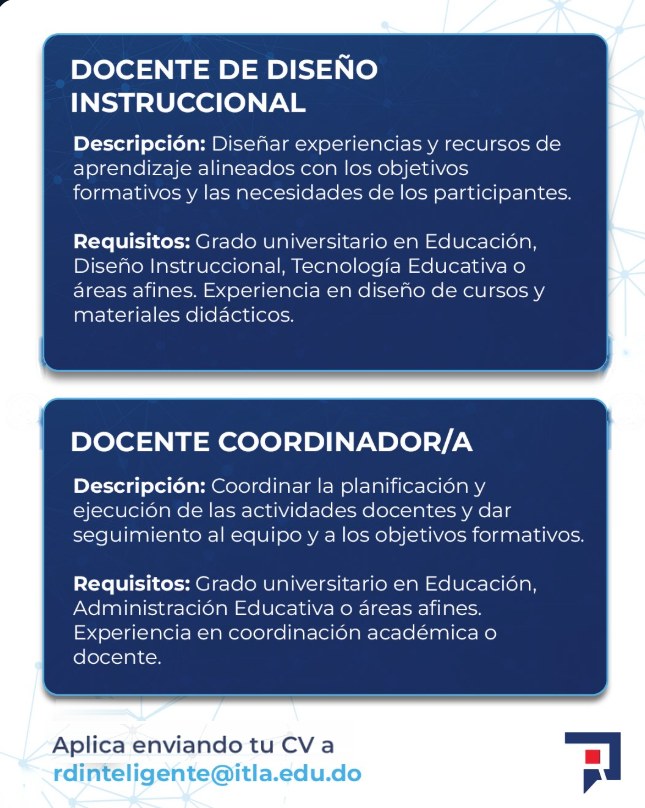 DOCENTE DE DISEÑO
INSTRUCCIONAL
Descripción: Diseñar experiencias y recursos de
aprendizaje alineados con los objetivos
formativos y las necesidades de los participantes.
Requisitos: Grado universitario en Educación,
Diseño Instruccional, Tecnología Educativa o
áreas afines. Experiencia en diseño de cursos y
materiales didácticos.
DOCENTE COORDINADOR/A
Descripción: Coordinar la planificación y
ejecución de las actividades docentes y dar
seguimiento al equipo y a los objetivos formativos.
Requisitos: Grado universitario en Educación,
Administración Educativa o áreas afines.
Experiencia en coordinación académica o
docente.
Aplica enviando tu CV a
rdinteligente@itla.edu.do